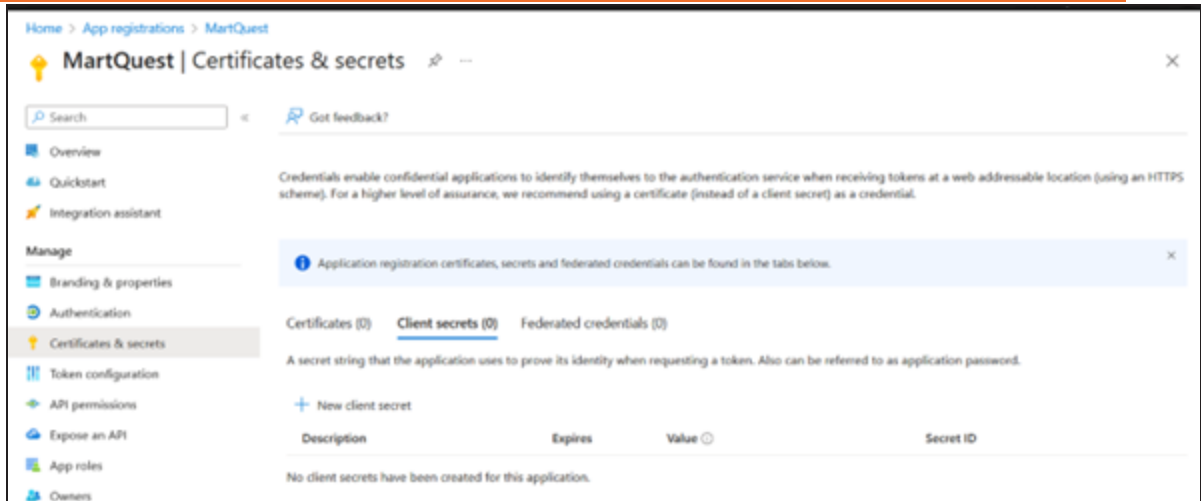 Home > App registrations > MartQuest
MartQuest | Certificates & secrets
Search
Got feedback?
Overview
Quickstart
Integration assistant
Credentials enable confidential applications to identify themselves to the authentication service when receiving tokens at a web addressable location (using an HTTPS
scheme). For a higher level of assurance, we recommend using a certificate (instead of a client secret) as a credential.
Manage
Application registration certificates, secrets and federated credentials can be found in the tabs below.
Branding & properties
Authentication
Certificates & secrets
Token configuration
API permissions
Expose an API
App roles
Owners
Certificates (0) Client secrets (0) Federated credentials (0)
A secret string that the application uses to prove its identity when requesting a token. Also can be referred to as application password.
New client secret
Description Expires Value Secret ID
No client secrets have been created for this application.